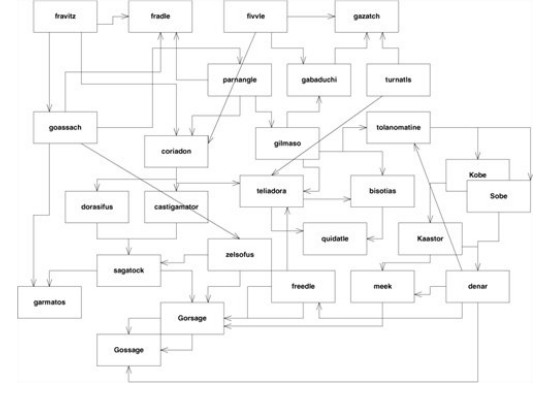 fravitz
fradle
fivvle
gazatch
parnangle
gabaduchi
turnatls
goassach
coriadon
gilmaso
tolanomatine
Kobe
Sobe
dorasifus
castigamator
teliadora
bisotias
quidatle
Kaastor
zelsofus
sagatock
garmatos
freedle
meek
denar
Gorsage
Gossage